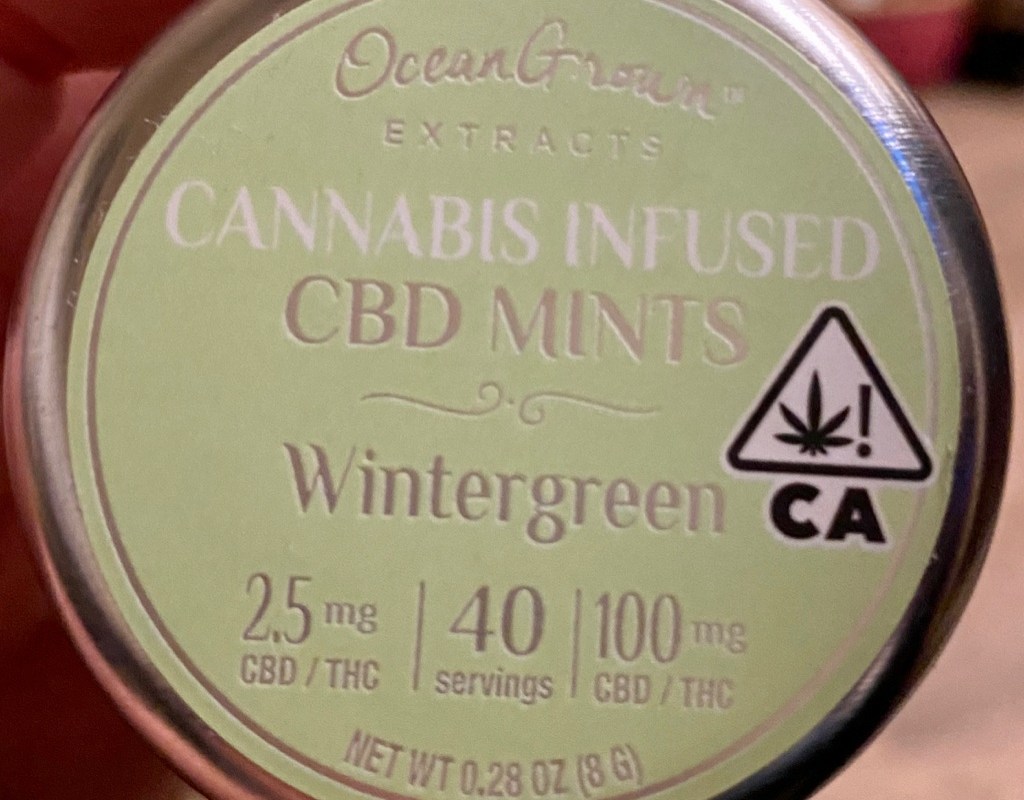 OceanGrown™
EXTRACTS
CANNABIS INFUSED
CBD MINTS
!
CA
Wintergreen
2.5 mg | 40 | 100 mg
CBD / THC | servings | CBD / THC
NET WT 0.28 OZ (8 G)